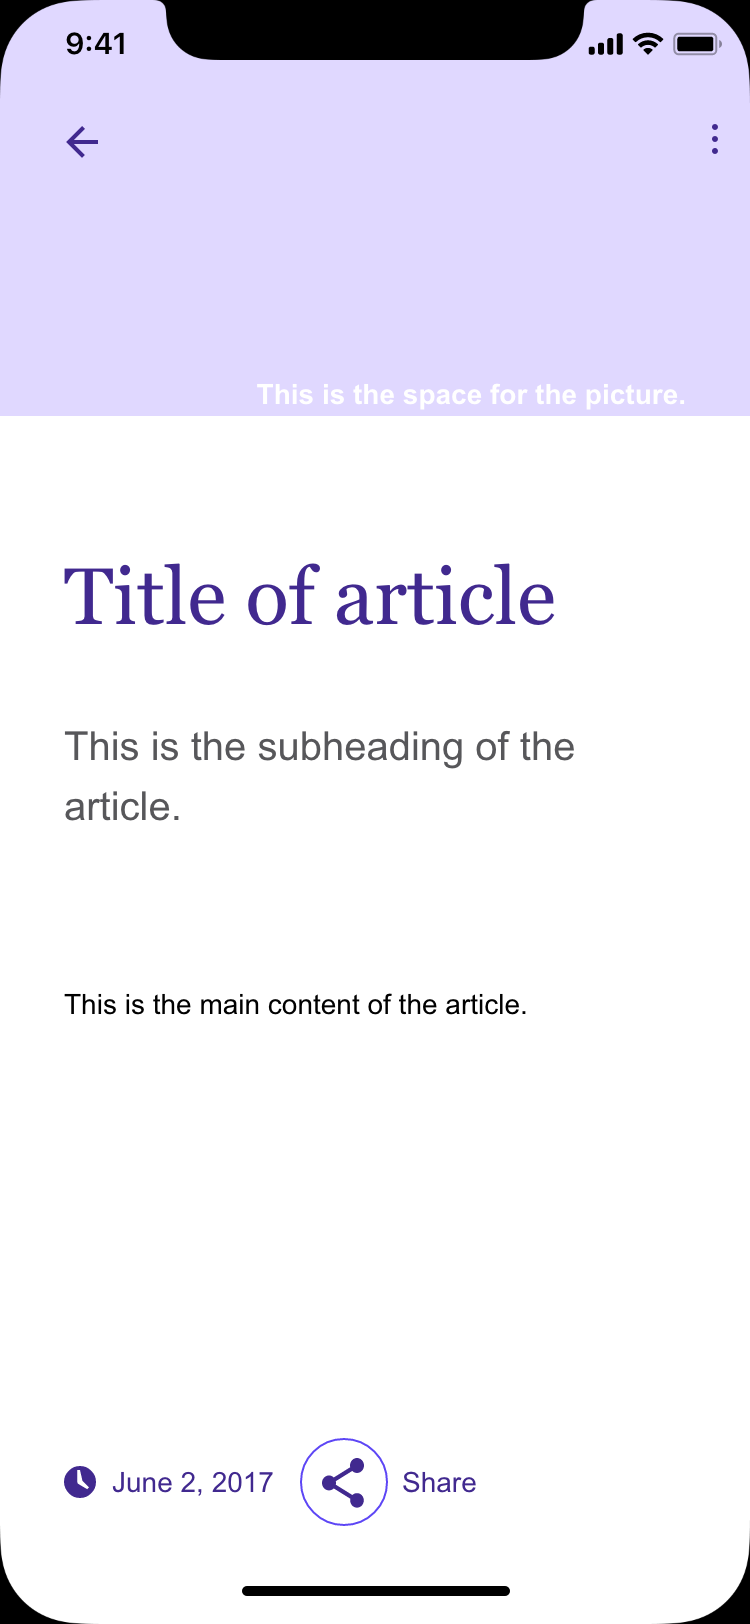 9:41
This is the space for the picture.
Title of article
This is the subheading of the
article.
This is the main content of the article.
June 2, 2017 Share